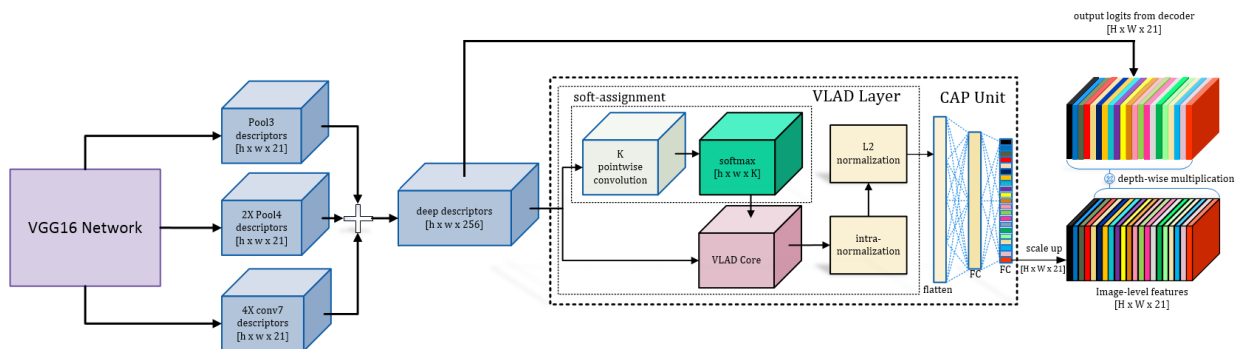 VGG16 Network
Pool3
descriptors
[h x w x 21]
2X Pool4
descriptors
[h x w x 21]
4X conv7
descriptors
[h x w x 21]
deep descriptors
[h x w x 256]
soft-assignment
VLAD Layer
CAP Unit
K
pointwise
convolution
softmax
[h x w x K]
VLAD Core
L2
normalization
intra-
normalization
flatten
FC
FC
scale up
[H x W x 21]
output logits from decoder
[H x W x 21]
depth-wise multiplication
Image-level features
[H x W x 21]